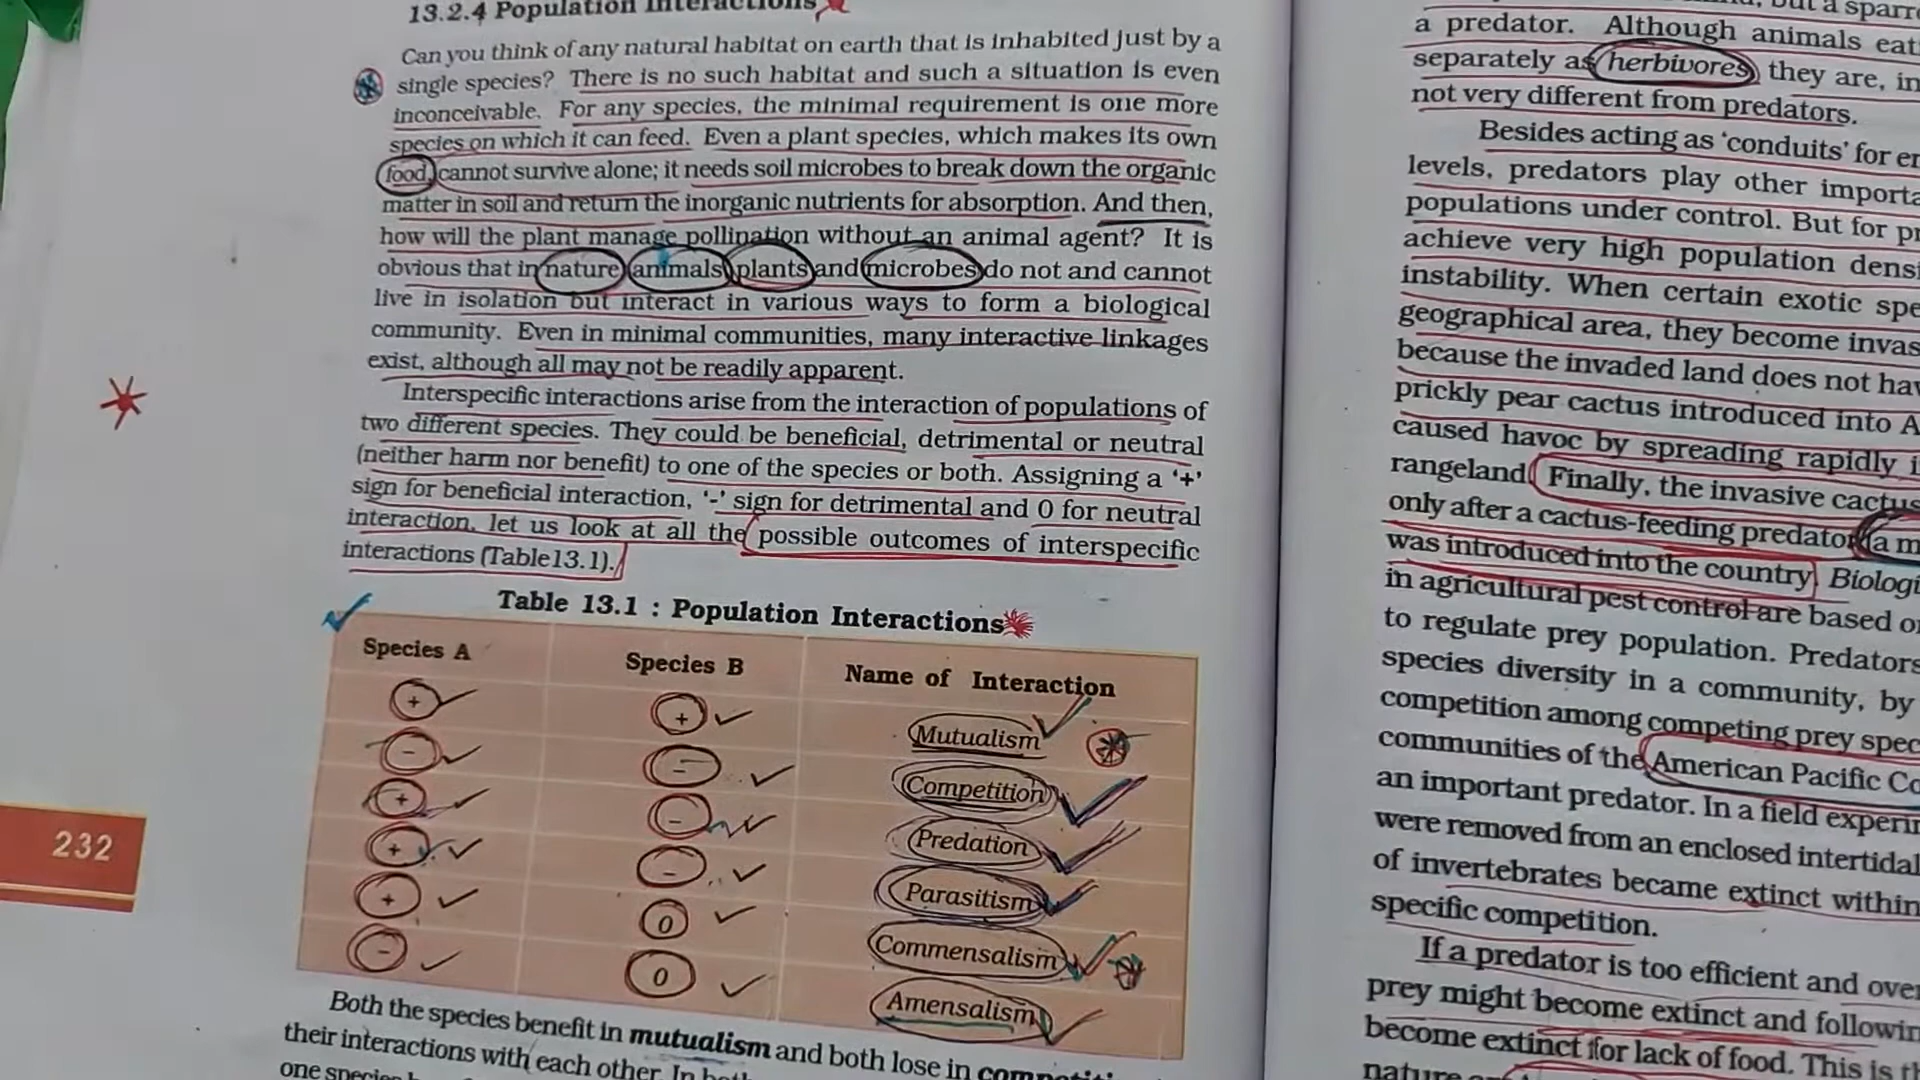 13.2.4 Population Interactions
Can you think of any natural habitat on earth that is inhabited just by a
single species? There is no such habitat and such a situation is even
inconceivable. For any species, the minimal requirement is one more
species on which it can feed. Even a plant species, which makes its own
food, cannot survive alone; it needs soil microbes to break down the organic
matter in soil and return the inorganic nutrients for absorption. And then,
how will the plant manage pollination without an animal agent? It is
obvious that in nature, animals, plants and microbes do not and cannot
live in isolation but interact in various ways to form a biological
community. Even in minimal communities, many interactive linkages
exist, although all may not be readily apparent.
Interspecific interactions arise from the interaction of populations of
two different species. They could be beneficial, detrimental or neutral
(neither harm nor benefit) to one of the species or both. Assigning a '+'
sign for beneficial interaction, '-' sign for detrimental and 0 for neutral
interaction, let us look at all the possible outcomes of interspecific
interactions (Table13.1).
Table 13.1 : Population Interactions
Species A Species B Name of Interaction
+ + Mutualism
- - Competition
+ - Predation
+ - Parasitism
+ 0 Commensalism
- 0 Amensalism
232
Both the species benefit in mutualism and both lose in
their interactions with each other. In
one species
but a
a predator. Although animals
separately as herbivores, they are, in
not very different from predators.
Besides acting as 'conduits' for
levels, predators play other
populations under control. But for
achieve very high population
instability. When certain exotic
geographical area, they become
because the invaded land does not
prickly pear cactus introduced into
caused havoc by spreading rapidly
rangeland. Finally, the invasive cactus
only after a cactus-feeding predator (a
was introduced into the country.
in agricultural pest control are based
to regulate prey population. Predators
species diversity in a community, by
competition among competing prey
communities of the American Pacific
an important predator. In a field
were removed from an enclosed intertidal
of invertebrates became extinct within
specific competition.
If a predator is too efficient and
prey might become extinct and
become extinct for lack of food. This is
nature